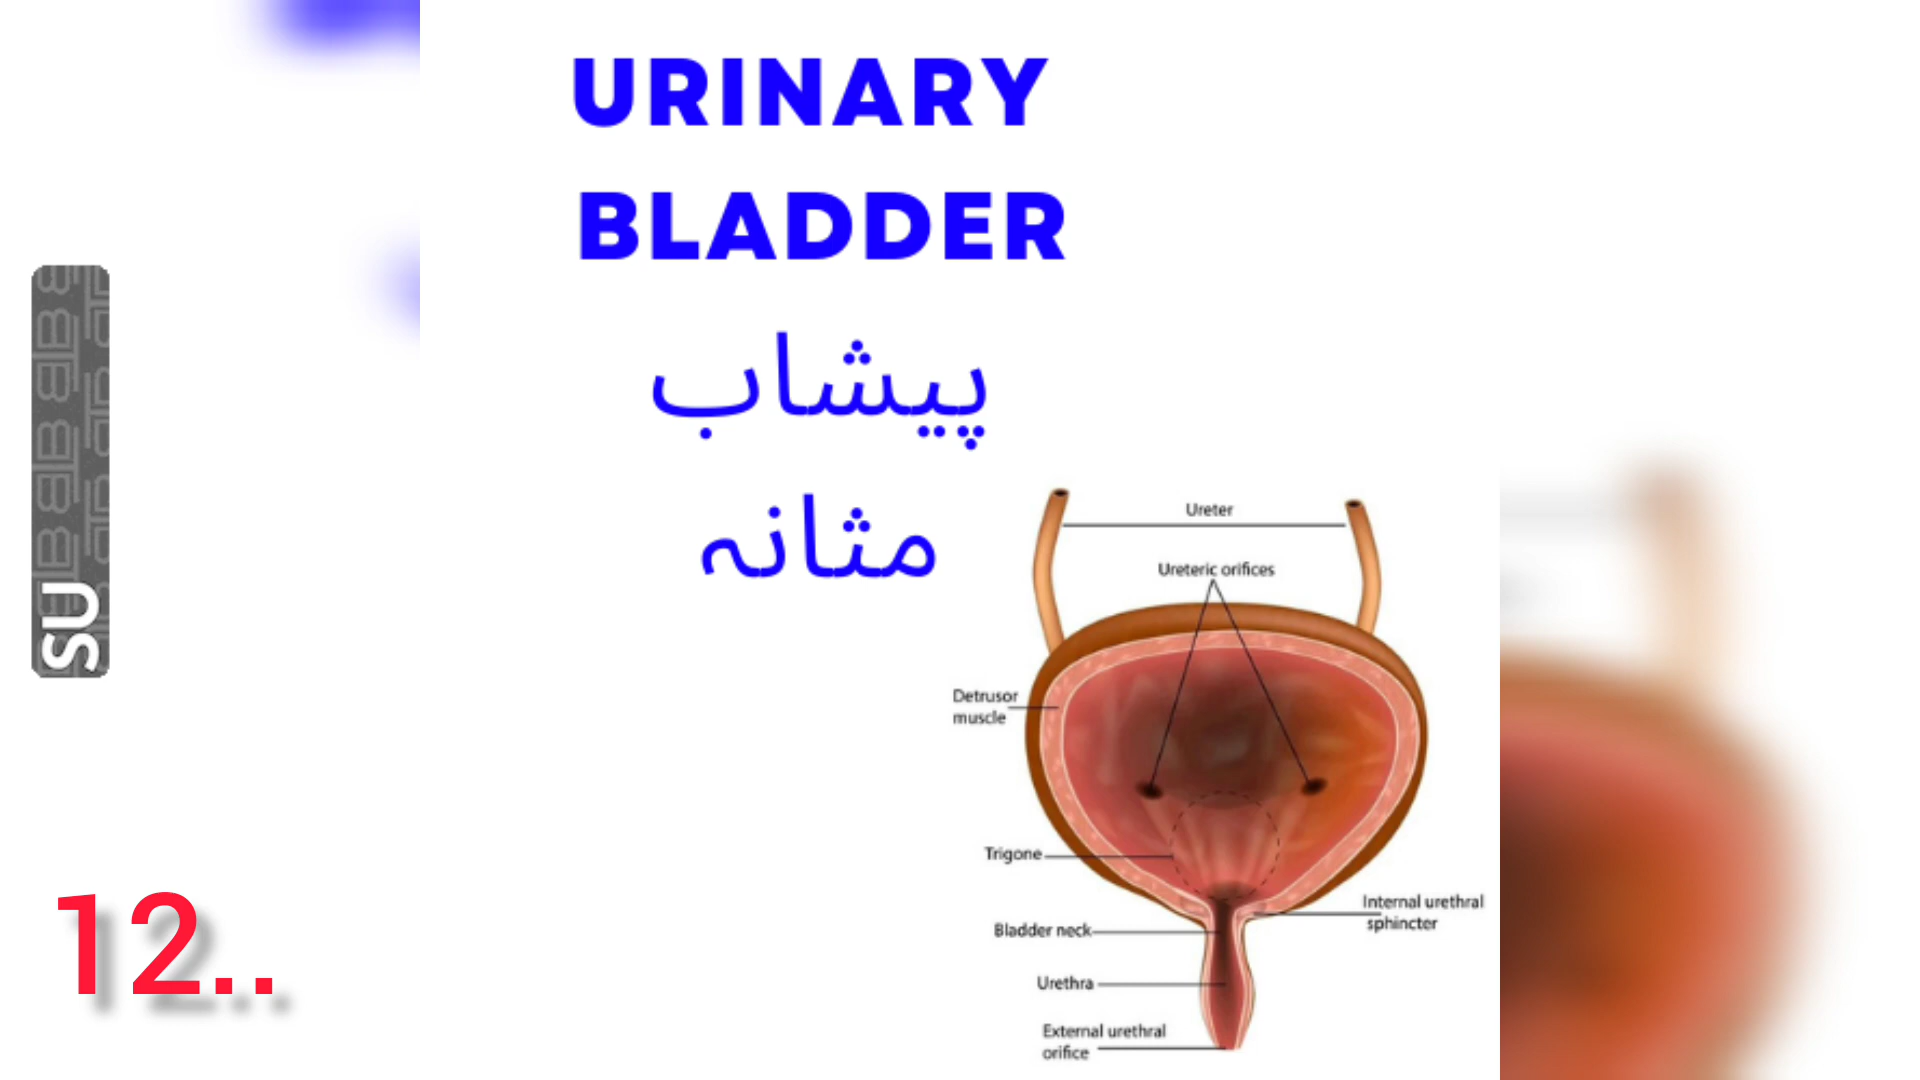 URINARY
BLADDER
پیشاب
مثانہ
Ureter
Ureteric orifices
Detrusor
muscle
Trigone
Internal urethral
sphincter
Bladder neck
Urethra
External urethral
orifice
SU
12..